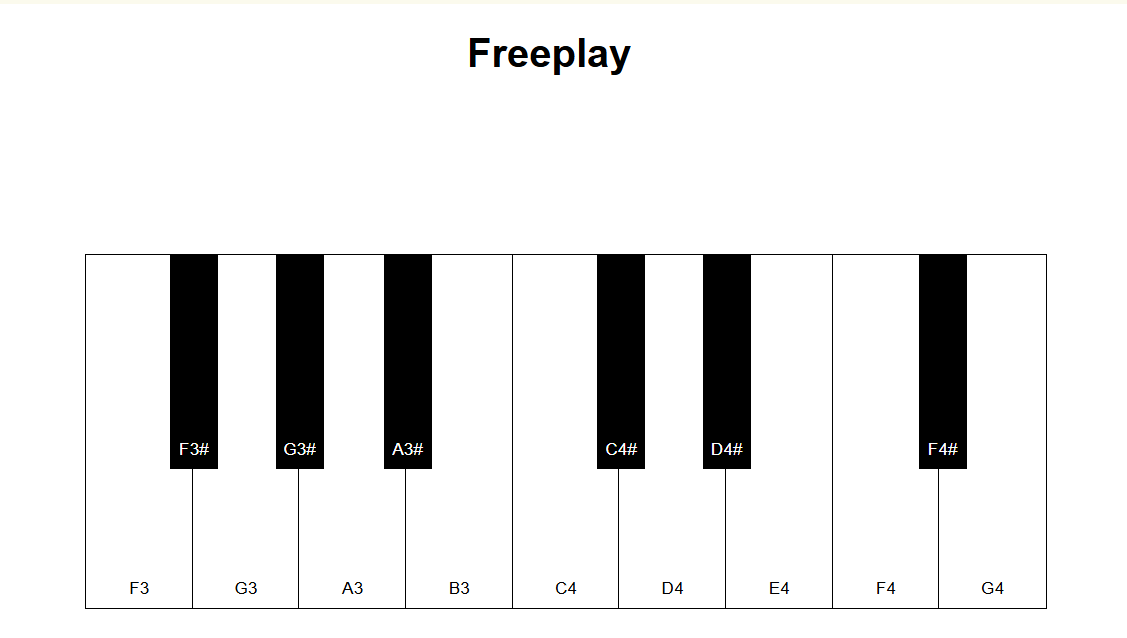 Freeplay
F3# G3# A3# C4# D4# F4#
F3 G3 A3 B3 C4 D4 E4 F4 G4